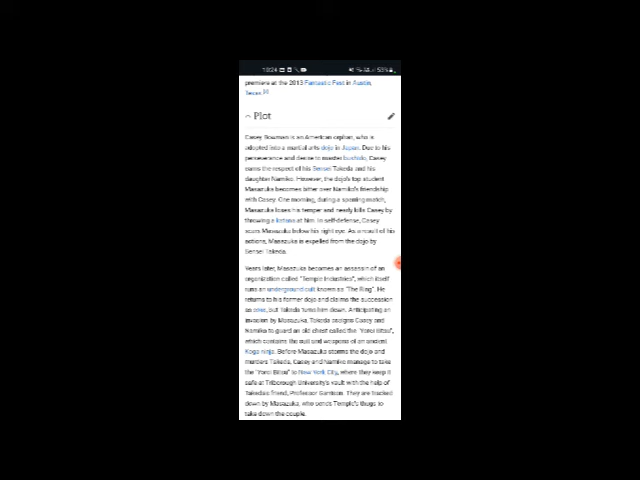 premiere at the 2013 Fantastic Fest in Austin,
Texas.
Plot
Casey Bowman is an American orphan, who is
adopted into a martial arts dojo in Japan. Due to his
perseverance and desire to master bushido, Casey
earns the respect of his Sensei Takeda and his
daughter Namiko. However, the dojo's top student
Masazuka becomes bitter over Namiko's friendship
with Casey. One morning, during a sparring match,
Masazuka loses his temper and nearly kills Casey by
throwing a katana at him. In self-defense, Casey
scars Masazuka below his right eye. As a result of his
actions, Masazuka is expelled from the dojo by
Sensei Takeda.
Years later, Masazuka becomes an assassin of an
organization called "Temple Industries", which itself
runs an underground cult known as "The Ring". He
returns to his former dojo and claims the succession
as but Takeda turns him down. Anticipating an
invasion by Masazuka, Takeda assigns Casey and
Namiko to guard an old chest called the "Yoroi Bitsu",
which contains the suit and weapons of an ancient
Koga ninja. Before Masazuka storms the dojo and
murders Takeda, Casey and Namiko manage to take
the "Yoroi Bitsu" to New York City, where they keep it
safe at Triborough University's vault with the help of
Takeda's friend, Professor Garrison. They are tracked
down by Masazuka, who sends Temple's thugs to
take down the couple.